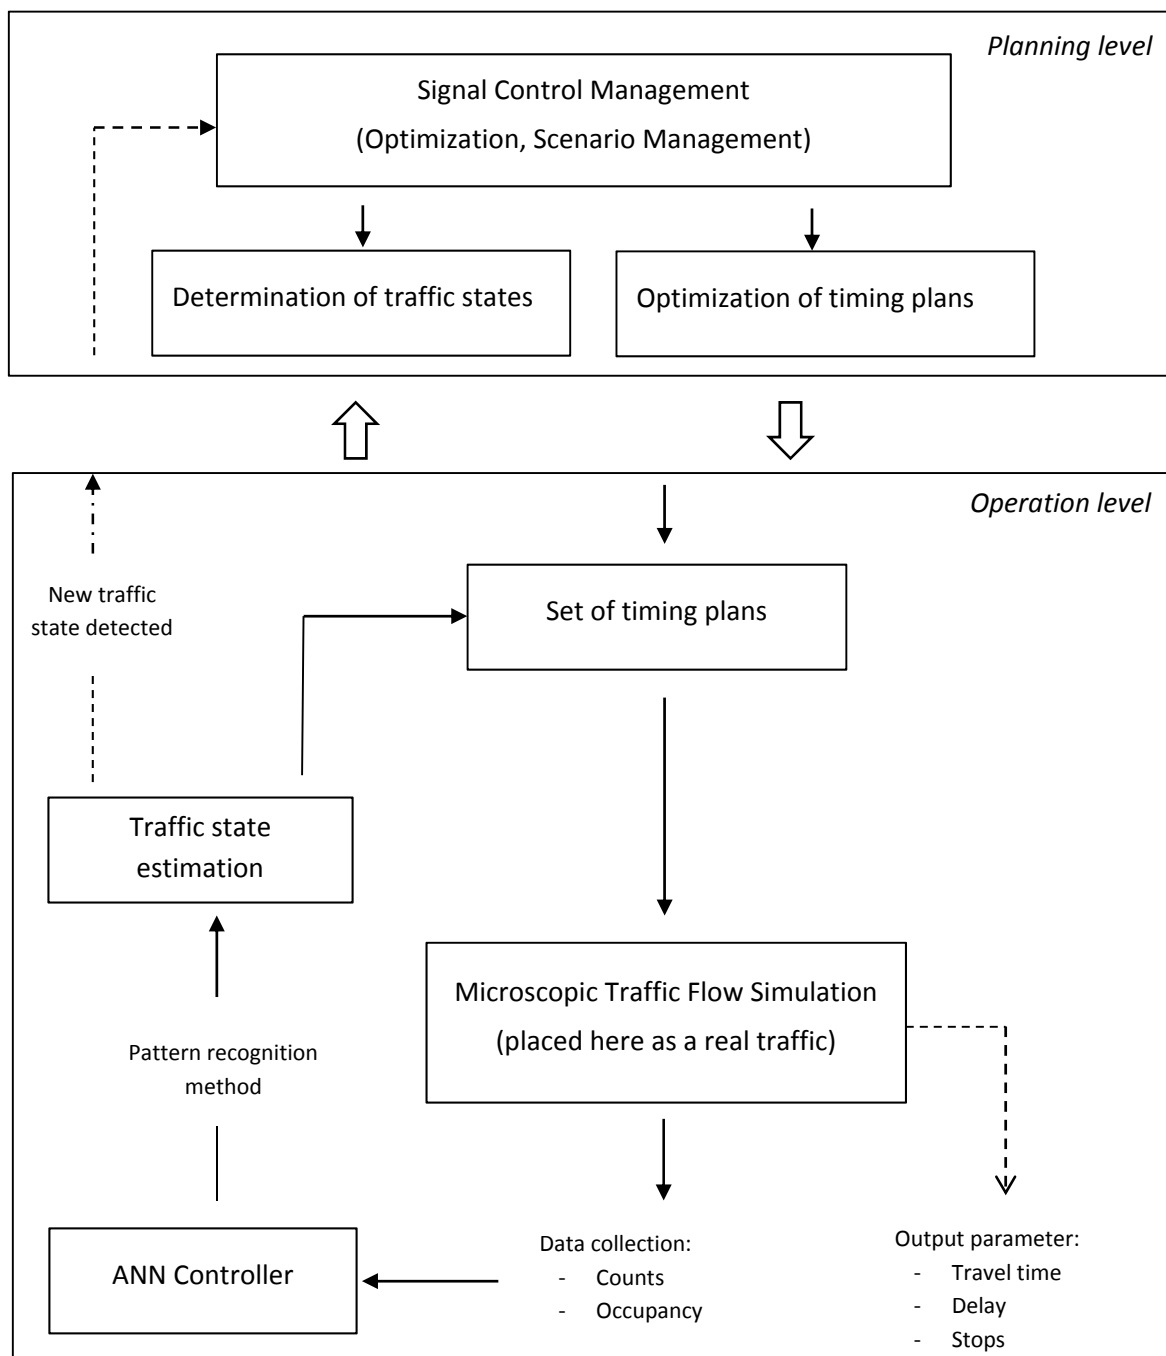 Planning level
Signal Control Management
(Optimization, Scenario Management)
Determination of traffic states
Optimization of timing plans
Operation level
New traffic
state detected
Set of timing plans
Traffic state
estimation
Microscopic Traffic Flow Simulation
(placed here as a real traffic)
Pattern recognition
method
ANN Controller
Data collection:
- Counts
- Occupancy
Output parameter:
- Travel time
- Delay
- Stops